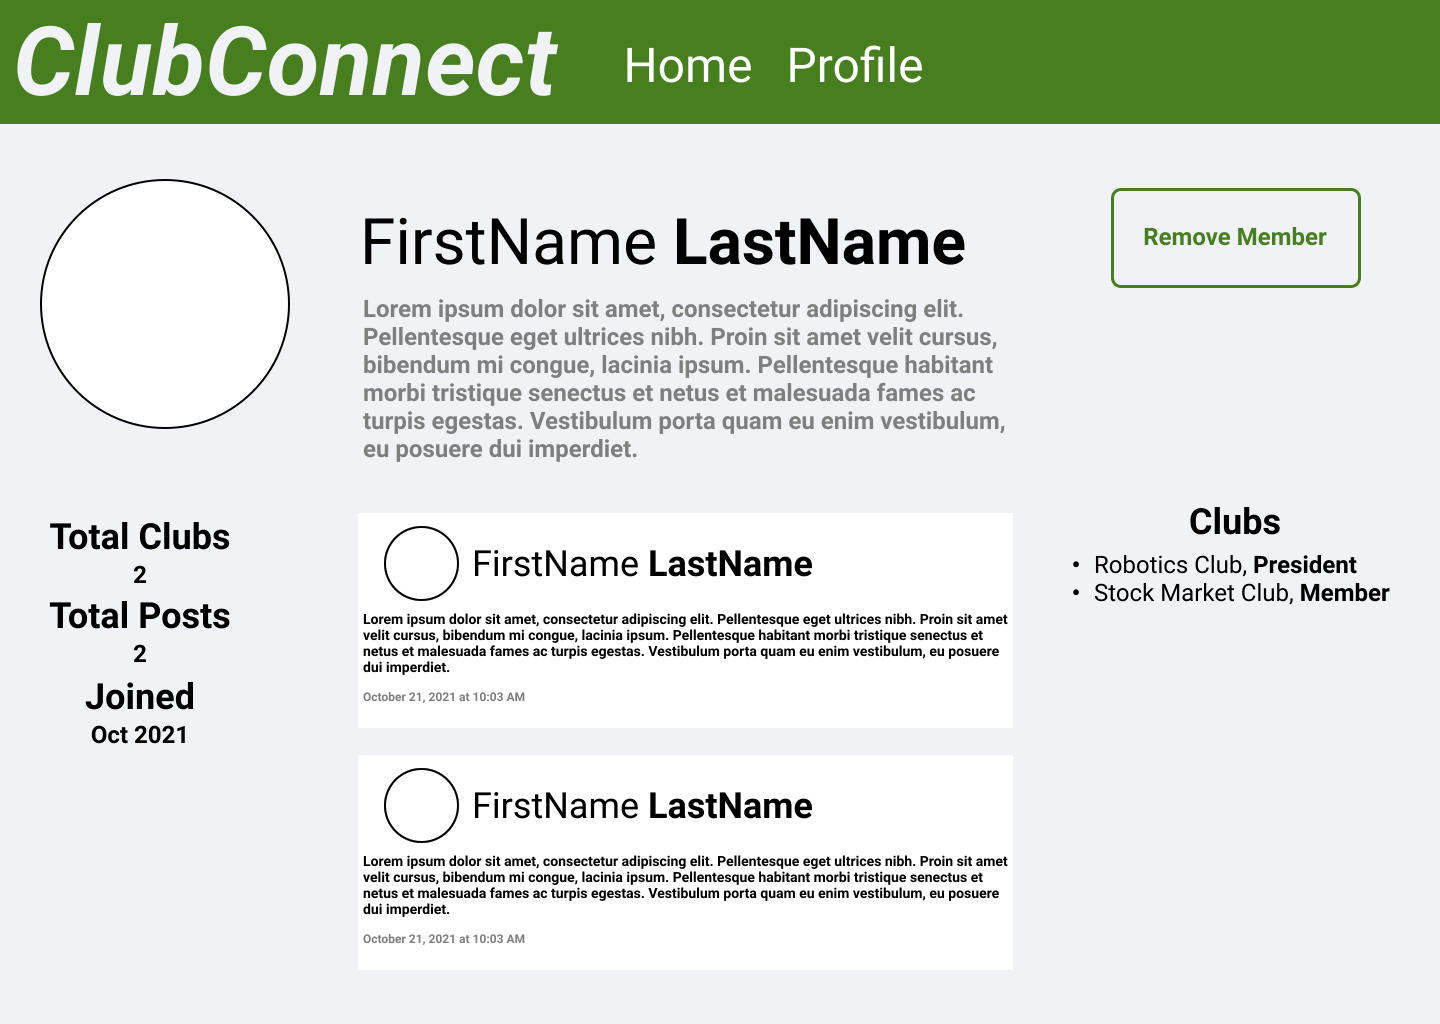 ClubConnect
Home Profile
FirstName LastName
Remove Member
Lorem ipsum dolor sit amet, consectetur adipiscing elit.
Pellentesque eget ultrices nibh. Proin sit amet velit cursus,
bibendum mi congue, lacinia ipsum. Pellentesque habitant
morbi tristique senectus et netus et malesuada fames ac
turpis egestas. Vestibulum porta quam eu enim vestibulum,
eu posuere dui imperdiet.
Total Clubs
2
Total Posts
2
Joined
Oct 2021
FirstName LastName
Lorem ipsum dolor sit amet, consectetur adipiscing elit. Pellentesque eget ultrices nibh. Proin sit amet
velit cursus, bibendum mi congue, lacinia ipsum. Pellentesque habitant morbi tristique senectus et
netus et malesuada fames ac turpis egestas. Vestibulum porta quam eu enim vestibulum, eu posuere
dui imperdiet.
October 21, 2021 at 10:03 AM
FirstName LastName
Lorem ipsum dolor sit amet, consectetur adipiscing elit. Pellentesque eget ultrices nibh. Proin sit amet
velit cursus, bibendum mi congue, lacinia ipsum. Pellentesque habitant morbi tristique senectus et
netus et malesuada fames ac turpis egestas. Vestibulum porta quam eu enim vestibulum, eu posuere
dui imperdiet.
October 21, 2021 at 10:03 AM
Clubs
• Robotics Club, President
• Stock Market Club, Member